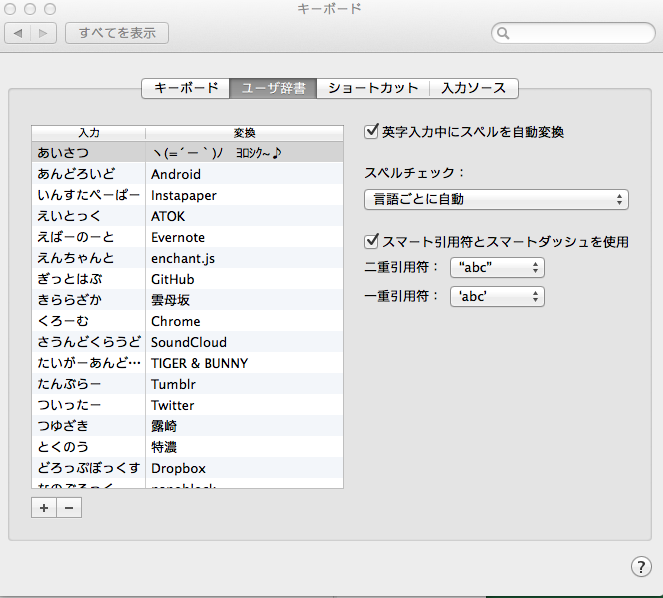 キーボード
すべてを表示
キーボード ユーザ辞書 ショートカット 入力ソース
入力 変換
あいさつ ヽ(=´ー｀)ﾉ　ﾖﾛｼｸ~♪
あんどろいど Android
いんすたぺーぱー Instapaper
えいとっく ATOK
えばーのーと Evernote
えんちゃんと enchant.js
ぎっとはぶ GitHub
きららざか 雲母坂
くろーむ Chrome
さうんどくらうど SoundCloud
たいがーあんど… TIGER & BUNNY
たんぶらー Tumblr
ついったー Twitter
つゆざき 露崎
とくのう 特濃
どろっぷぼっくす Dropbox
英字入力中にスペルを自動変換
スペルチェック：
言語ごとに自動
スマート引用符とスマートダッシュを使用
二重引用符： “abc”
一重引用符： ‘abc’
+ −
?